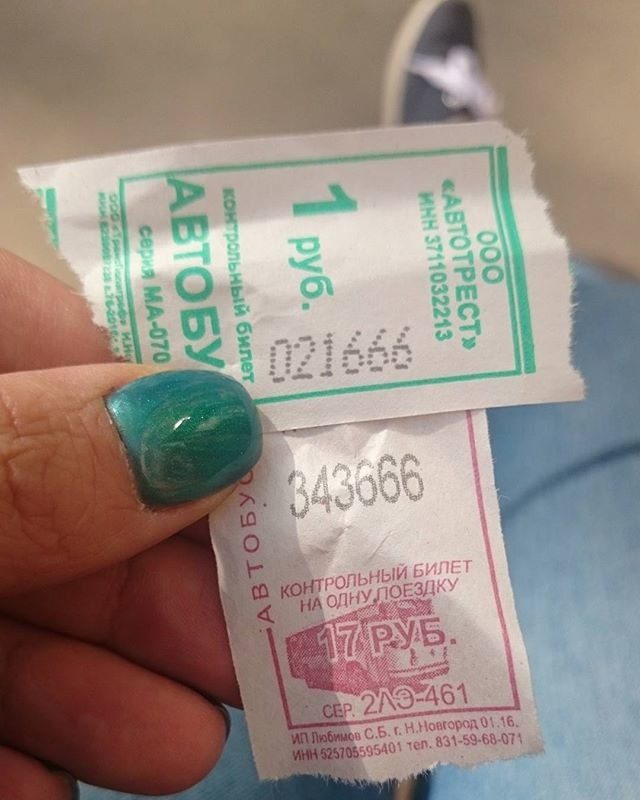 ООО
«АВТОТРЕСТ»
ИНН 3711032213
1 руб.
021666
контрольный билет
АВТОБУ
серия МА-070
АВТОБУС
343666
КОНТРОЛЬНЫЙ БИЛЕТ
НА ОДНУ ПОЕЗДКУ
17 РУБ.
СЕР. 2ЛЭ-461
ИП Любимов С.Б. г. Н.Новгород 01.16.
ИНН 525705595401 тел. 831-59-68-071